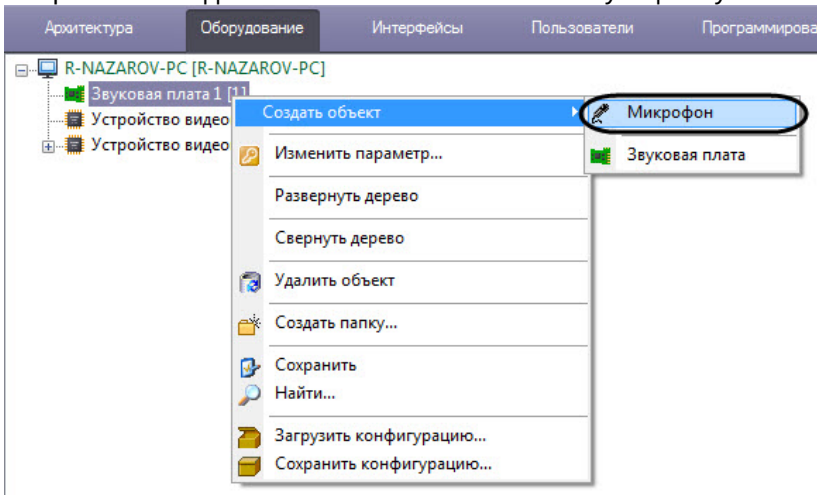 Архитектура Оборудование Интерфейсы Пользователи Программирова
R-NAZAROV-PC [R-NAZAROV-PC]
Звуковая плата 1 [1]
Устройство видео
Устройство видео
Создать объект
Изменить параметр...
Развернуть дерево
Свернуть дерево
Удалить объект
Создать папку...
Сохранить
Найти...
Загрузить конфигурацию...
Сохранить конфигурацию...
Микрофон
Звуковая плата